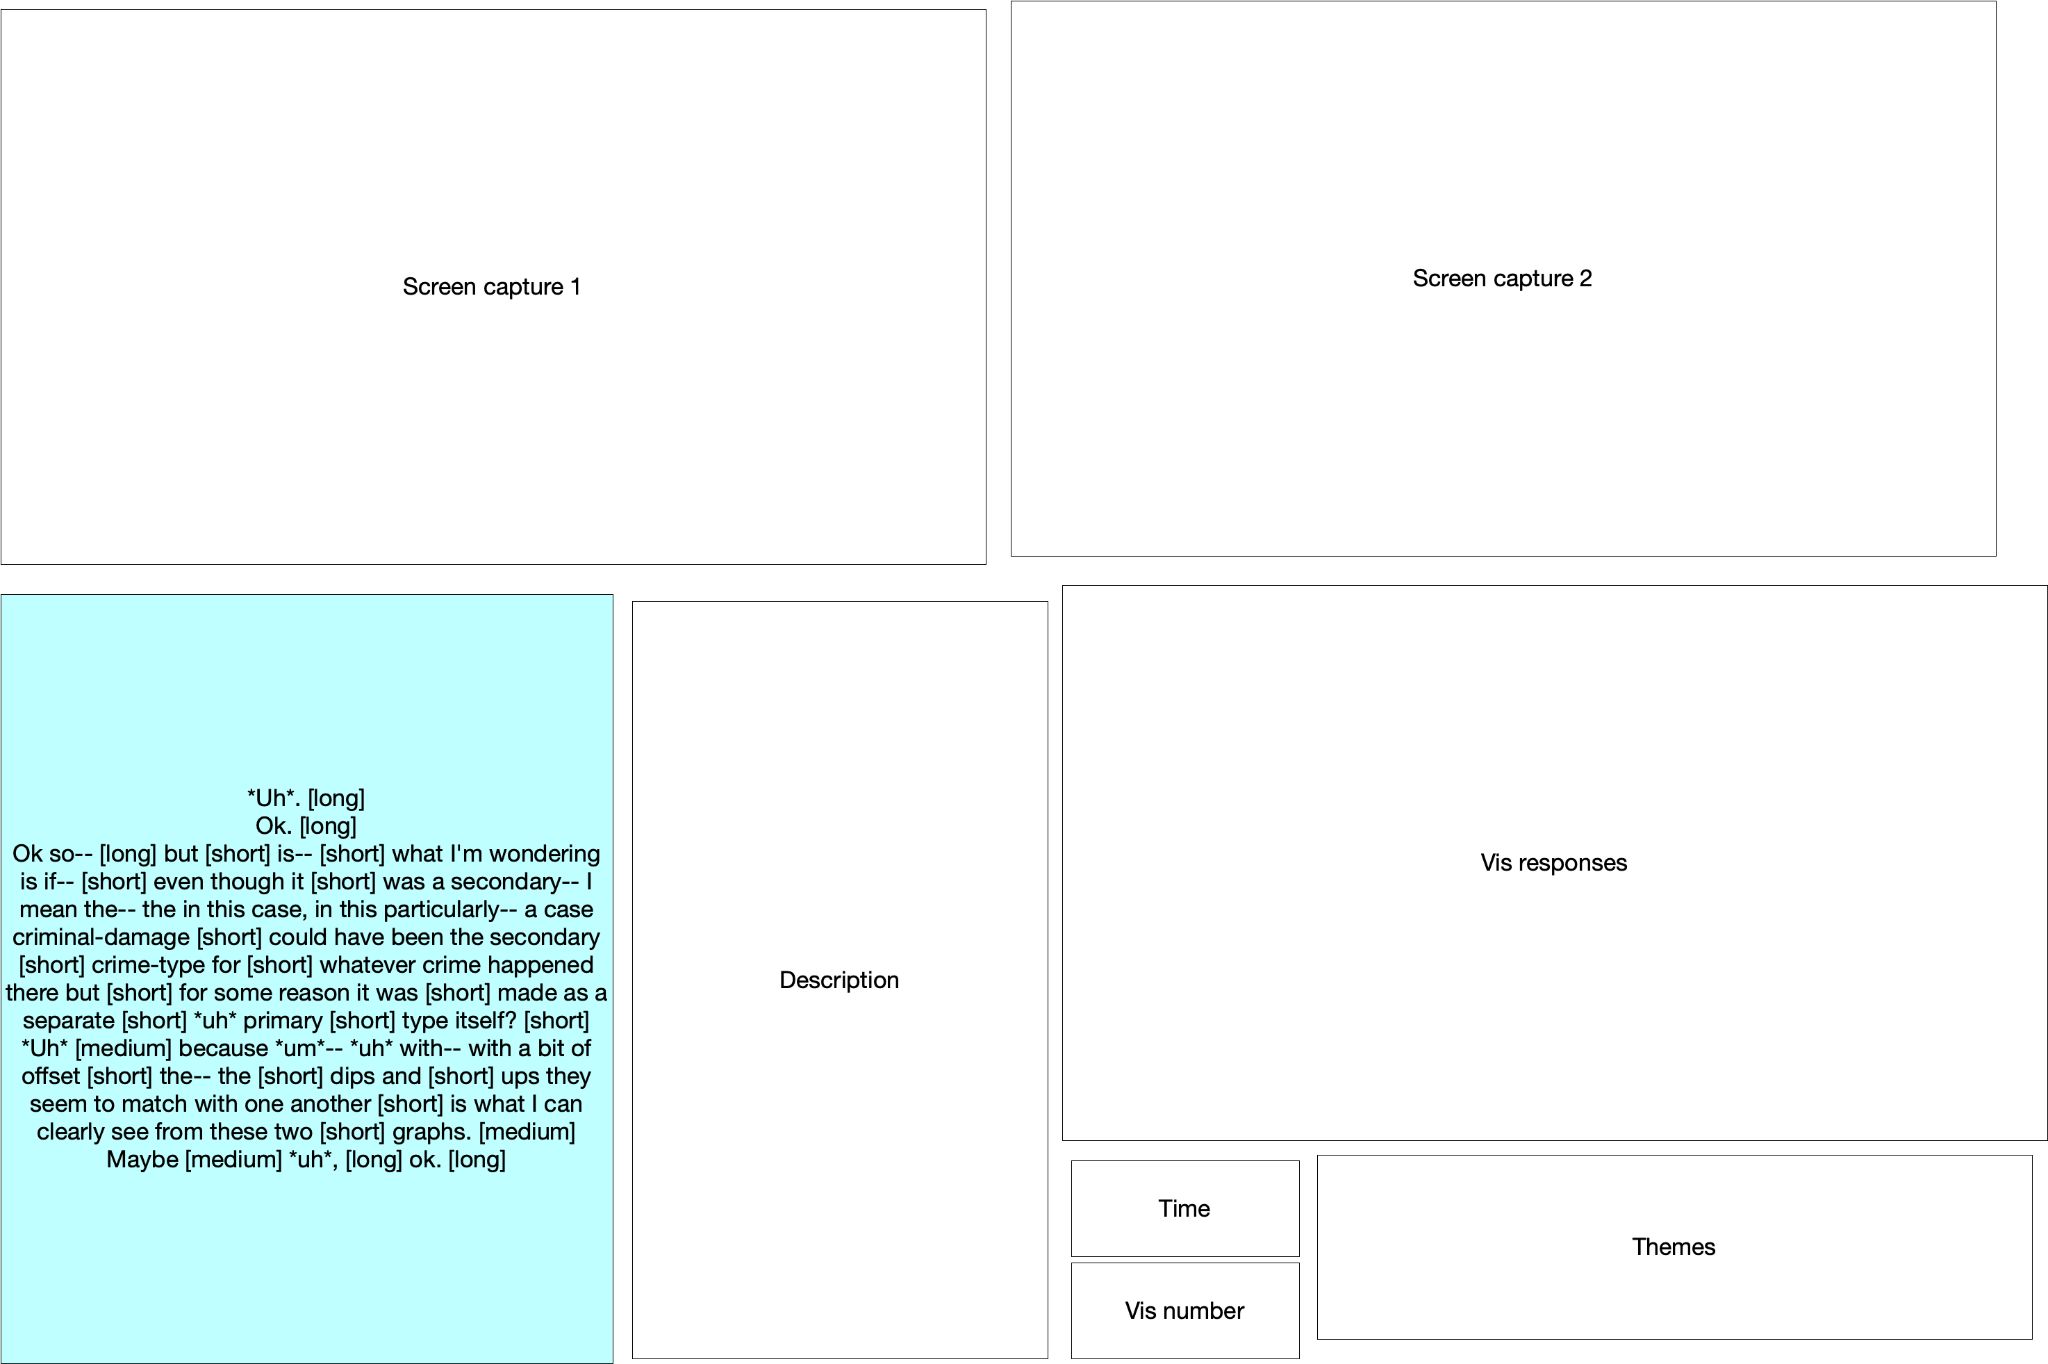 Screen capture 1
Screen capture 2
*Uh*. [long]
Ok. [long]
Ok so-- [long] but [short] is-- [short] what I'm wondering
is if-- [short] even though it [short] was a secondary-- I
mean the-- the in this case, in this particularly-- a case
criminal-damage [short] could have been the secondary
[short] crime-type for [short] whatever crime happened
there but [short] for some reason it was [short] made as a
separate [short] *uh* primary [short] type itself? [short]
*Uh* [medium] because *um*-- *uh* with-- with a bit of
offset [short] the-- the [short] dips and [short] ups they
seem to match with one another [short] is what I can
clearly see from these two [short] graphs. [medium]
Maybe [medium] *uh*, [long] ok. [long]
Description
Vis responses
Time
Vis number
Themes